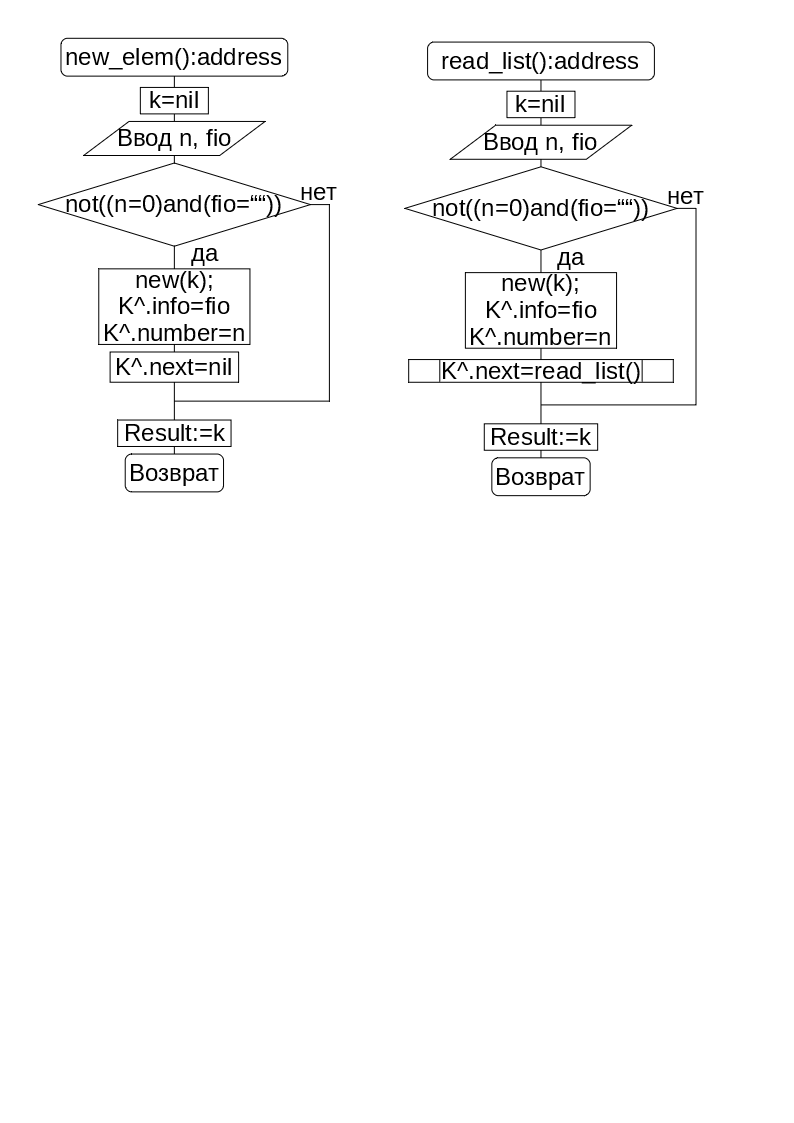 new_elem():address
k=nil
Ввод n, fio
not((n=0)and(fio=““))
нет
да
new(k);
K^.info=fio
K^.number=n
K^.next=nil
Result:=k
Возврат
read_list():address
k=nil
Ввод n, fio
not((n=0)and(fio=““))
нет
да
new(k);
K^.info=fio
K^.number=n
K^.next=read_list()
Result:=k
Возврат